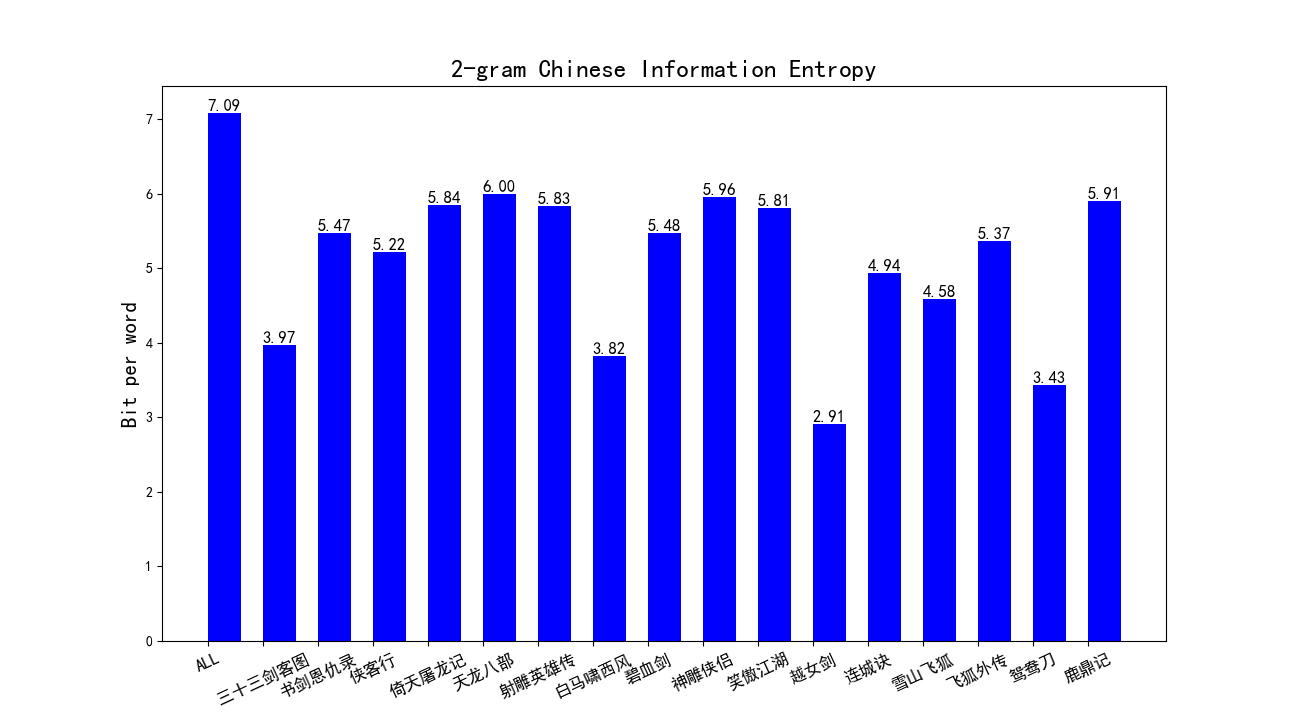 2-gram Chinese Information Entropy
Bit per word
7
6
5
4
3
2
1
0
7.09
3.97
5.47
5.22
5.84
6.00
5.83
3.82
5.48
5.96
5.81
2.91
4.94
4.58
5.37
3.43
5.91
ALL
三十三剑客图
书剑恩仇录
侠客行
倚天屠龙记
天龙八部
射雕英雄传
白马啸西风
碧血剑
神雕侠侣
笑傲江湖
越女剑
连城诀
雪山飞狐
飞狐外传
鸳鸯刀
鹿鼎记